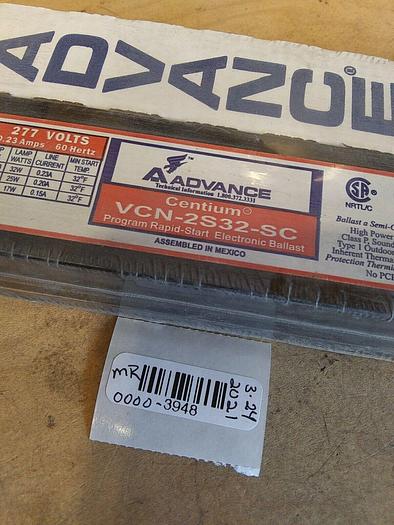 ADVANCE®
277 VOLTS
0.23 Amps 60 Hertz
LAMP WATTS LINE CURRENT MIN START TEMP.
32W 0.23A 32°F
25W 0.20A 32°F
17W 0.15A 32°F
ADVANCE
Technical Information 1.800.372.3331
Centium®
VCN-2S32-SC
Program Rapid-Start Electronic Ballast
ASSEMBLED IN MEXICO
NRTL/C
Ballast a Semi-C
High Power
Class P, Sound
Type 1 Outdoor
Inherent Therma
Protection Therma
No PCB
MR
0000-3948
3-24
2021